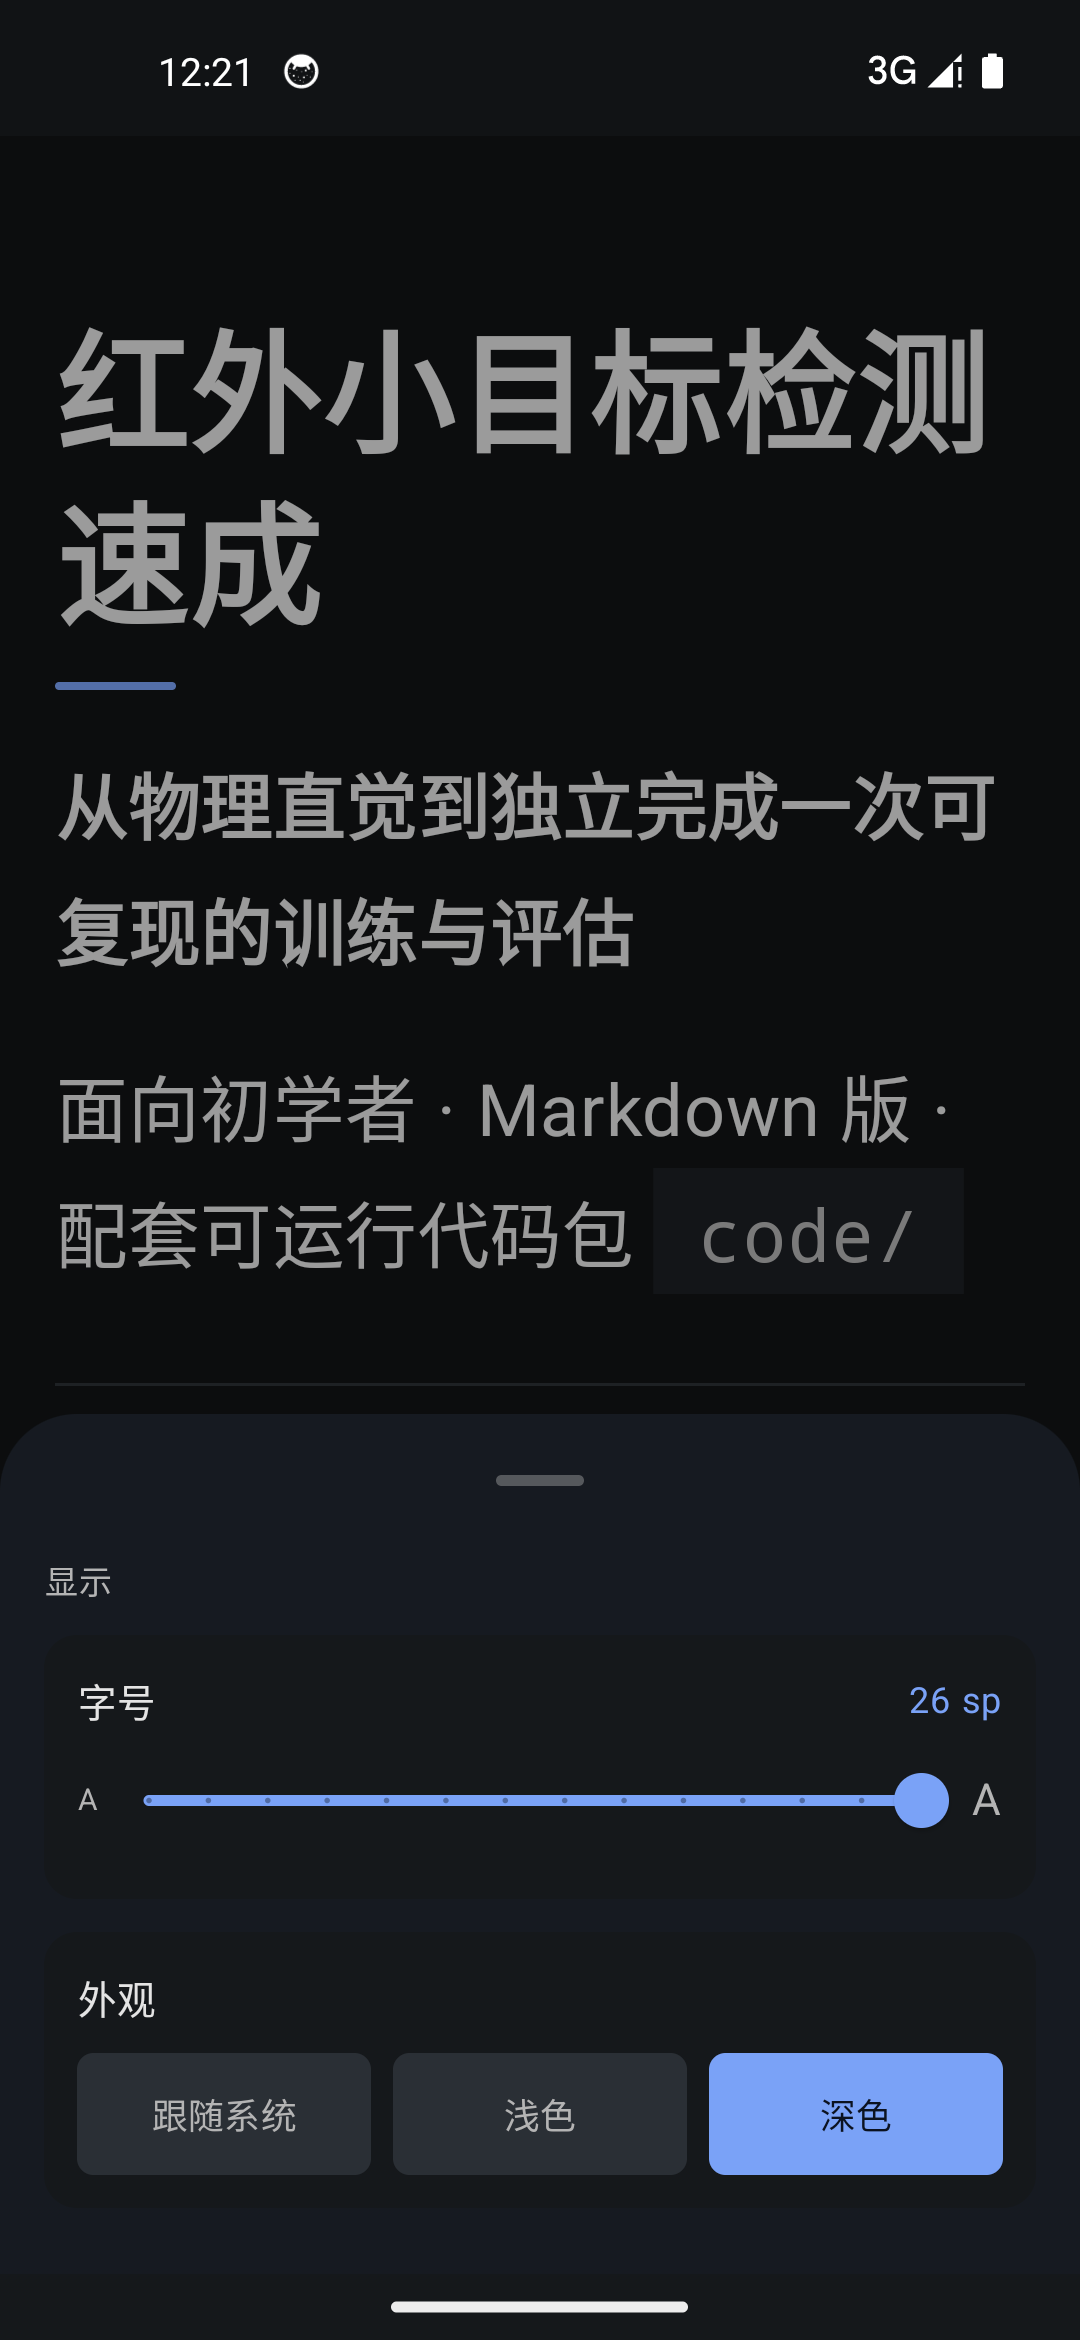 12:21
3G
红外小目标检测
速成
从物理直觉到独立完成一次可
复现的训练与评估
面向初学者 · Markdown 版 ·
配套可运行代码包 code/
显示
字号
26 sp
A
A
外观
跟随系统
浅色
深色